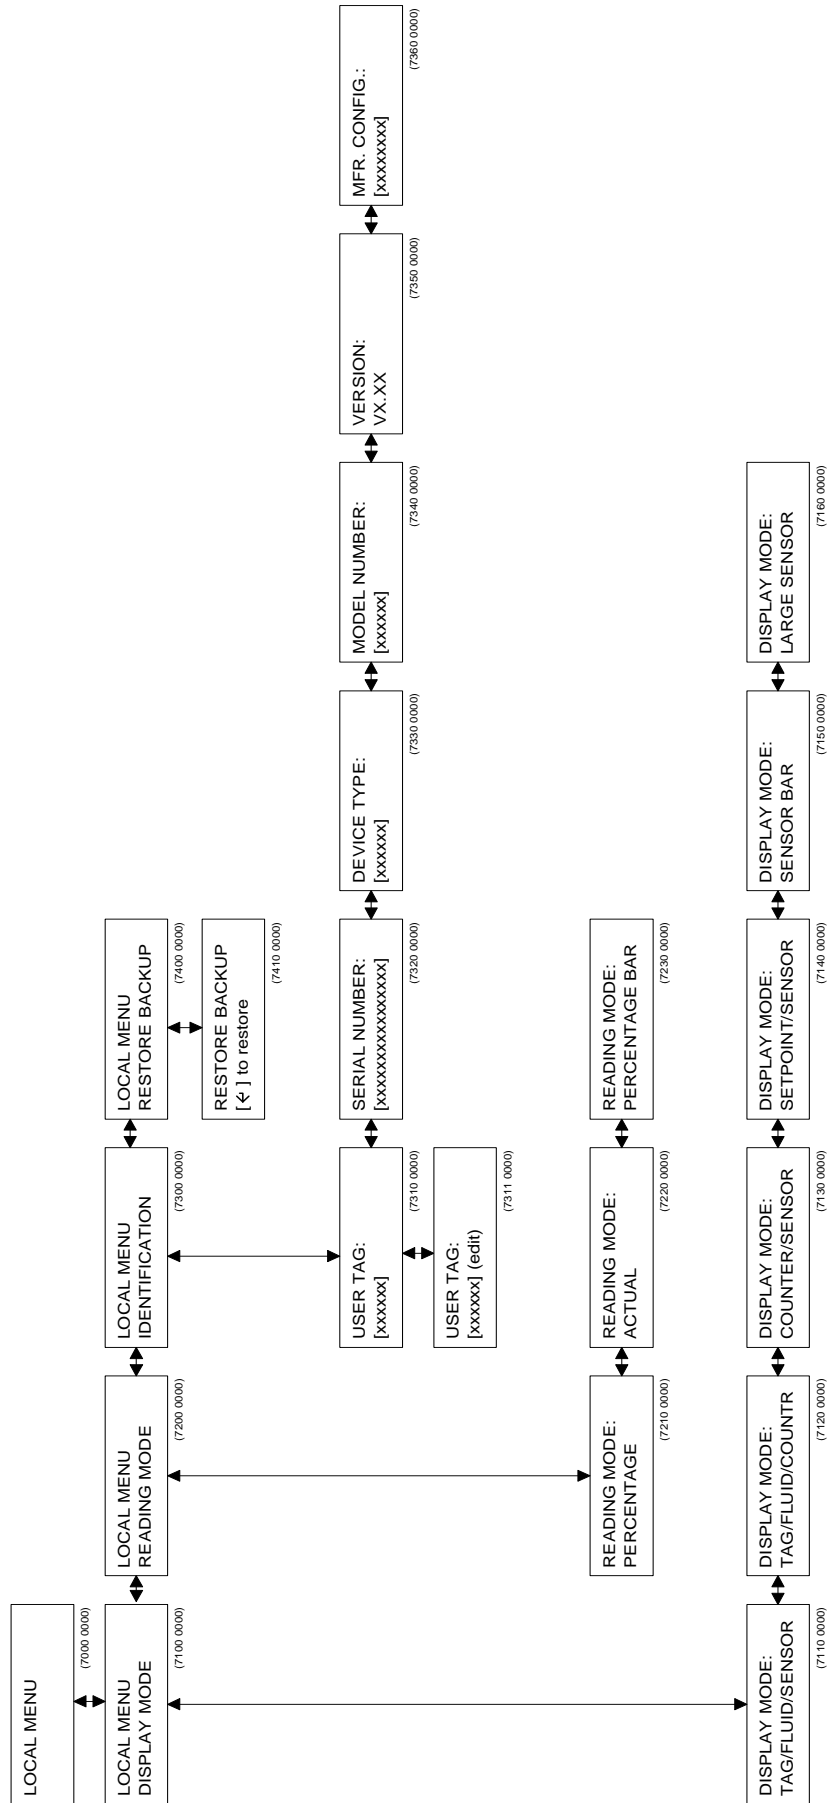 LOCAL MENU
(7000 0000)
LOCAL MENU
DISPLAY MODE
(7100 0000)
LOCAL MENU
READING MODE
(7200 0000)
LOCAL MENU
IDENTIFICATION
(7300 0000)
LOCAL MENU
RESTORE BACKUP
(7400 0000)
RESTORE BACKUP
[ ↵ ] to restore
(7410 0000)
USER TAG:
[xxxxxx]
(7310 0000)
SERIAL NUMBER:
[xxxxxxxxxxxxxxxx]
(7320 0000)
DEVICE TYPE:
[xxxxxx]
(7330 0000)
MODEL NUMBER:
[xxxxxx]
(7340 0000)
VERSION:
VX.XX
(7350 0000)
MFR. CONFIG.:
[xxxxxxxx]
(7360 0000)
USER TAG:
[xxxxxx] (edit)
(7311 0000)
READING MODE:
PERCENTAGE
(7210 0000)
READING MODE:
ACTUAL
(7220 0000)
READING MODE:
PERCENTAGE BAR
(7230 0000)
DISPLAY MODE:
TAG/FLUID/SENSOR
(7110 0000)
DISPLAY MODE:
TAG/FLUID/COUNTR
(7120 0000)
DISPLAY MODE:
COUNTER/SENSOR
(7130 0000)
DISPLAY MODE:
SETPOINT/SENSOR
(7140 0000)
DISPLAY MODE:
SENSOR BAR
(7150 0000)
DISPLAY MODE:
LARGE SENSOR
(7160 0000)